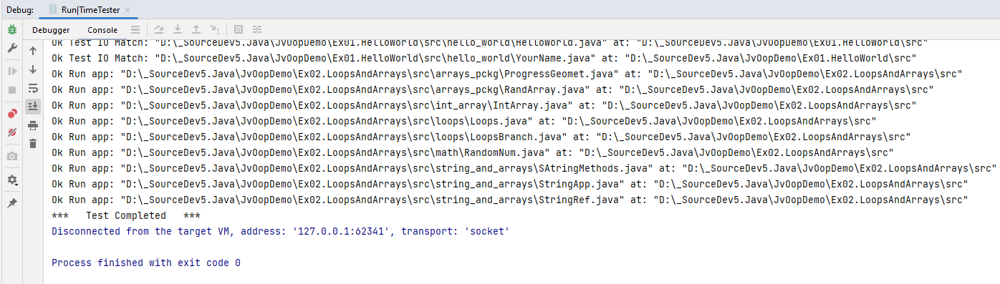 Debug: Run|TimeTester
Debugger Console
Ok Test IO Match: "D:\_SourceDev5.Java\JvOopDemo\Ex01.HelloWorld\src\hello_world\HelloWorld.java" at: "D:\_SourceDev5.Java\JvOopDemo\Ex01.HelloWorld\src"
Ok Test IO Match: "D:\_SourceDev5.Java\JvOopDemo\Ex01.HelloWorld\src\hello_world\YourName.java" at: "D:\_SourceDev5.Java\JvOopDemo\Ex01.HelloWorld\src"
Ok Run app: "D:\_SourceDev5.Java\JvOopDemo\Ex02.LoopsAndArrays\src\arrays_pckg\ProgressGeomet.java" at: "D:\_SourceDev5.Java\JvOopDemo\Ex02.LoopsAndArrays\src"
Ok Run app: "D:\_SourceDev5.Java\JvOopDemo\Ex02.LoopsAndArrays\src\arrays_pckg\RandArray.java" at: "D:\_SourceDev5.Java\JvOopDemo\Ex02.LoopsAndArrays\src"
Ok Run app: "D:\_SourceDev5.Java\JvOopDemo\Ex02.LoopsAndArrays\src\int_array\IntArray.java" at: "D:\_SourceDev5.Java\JvOopDemo\Ex02.LoopsAndArrays\src"
Ok Run app: "D:\_SourceDev5.Java\JvOopDemo\Ex02.LoopsAndArrays\src\loops\Loops.java" at: "D:\_SourceDev5.Java\JvOopDemo\Ex02.LoopsAndArrays\src"
Ok Run app: "D:\_SourceDev5.Java\JvOopDemo\Ex02.LoopsAndArrays\src\loops\LoopsBranch.java" at: "D:\_SourceDev5.Java\JvOopDemo\Ex02.LoopsAndArrays\src"
Ok Run app: "D:\_SourceDev5.Java\JvOopDemo\Ex02.LoopsAndArrays\src\math\RandomNum.java" at: "D:\_SourceDev5.Java\JvOopDemo\Ex02.LoopsAndArrays\src"
Ok Run app: "D:\_SourceDev5.Java\JvOopDemo\Ex02.LoopsAndArrays\src\string_and_arrays\SAtringMethods.java" at: "D:\_SourceDev5.Java\JvOopDemo\Ex02.LoopsAndArrays\src"
Ok Run app: "D:\_SourceDev5.Java\JvOopDemo\Ex02.LoopsAndArrays\src\string_and_arrays\StringApp.java" at: "D:\_SourceDev5.Java\JvOopDemo\Ex02.LoopsAndArrays\src"
Ok Run app: "D:\_SourceDev5.Java\JvOopDemo\Ex02.LoopsAndArrays\src\string_and_arrays\StringRef.java" at: "D:\_SourceDev5.Java\JvOopDemo\Ex02.LoopsAndArrays\src"
***   Test Completed   ***
Disconnected from the target VM, address: '127.0.0.1:62341', transport: 'socket'
Process finished with exit code 0